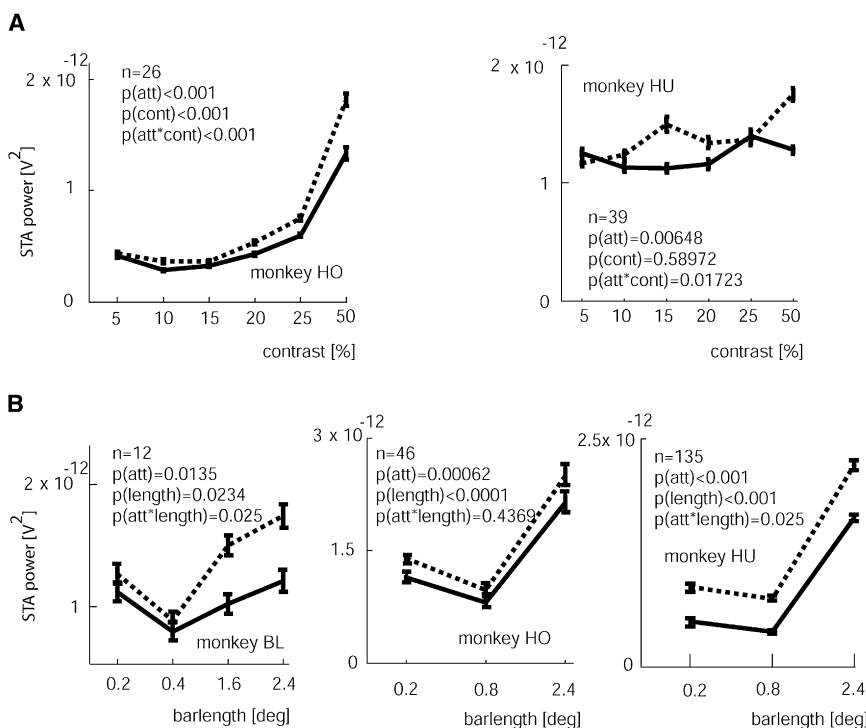 A
2 x 10-12
n=26
p(att)<0.001
p(cont)<0.001
p(att*cont)<0.001
1
0
STA power [V2]
monkey HO
5 10 15 20 25 50
contrast [%]
2 x 10-12
monkey HU
1
n=39
p(att)=0.00648
p(cont)=0.58972
p(att*cont)=0.01723
0
5 10 15 20 25 50
contrast [%]
B
2 x 10-12
n=12
p(att)=0.0135
p(length)=0.0234
p(att*length)=0.025
1
STA power [V2]
monkey BL
0.2 0.4 1.6 2.4
barlength [deg]
3 x 10-12
n=46
p(att)=0.00062
p(length)<0.0001
p(att*length)=0.4369
1.5
monkey HO
0
0.2 0.8 2.4
barlength [deg]
2.5x 10-12
n=135
p(att)<0.001
p(length)<0.001
p(att*length)=0.025
monkey HU
0
0.2 0.8 2.4
barlength [deg]